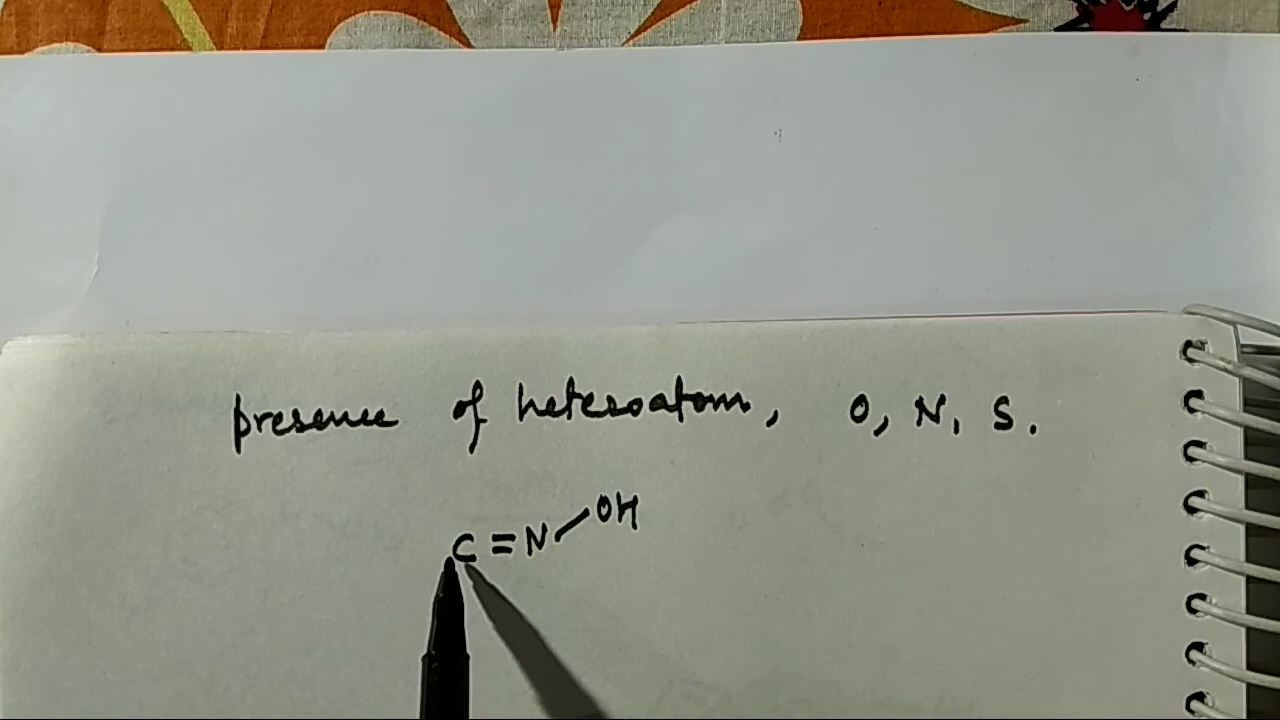 presence of heteroatom, O, N, S.
C=N-OH